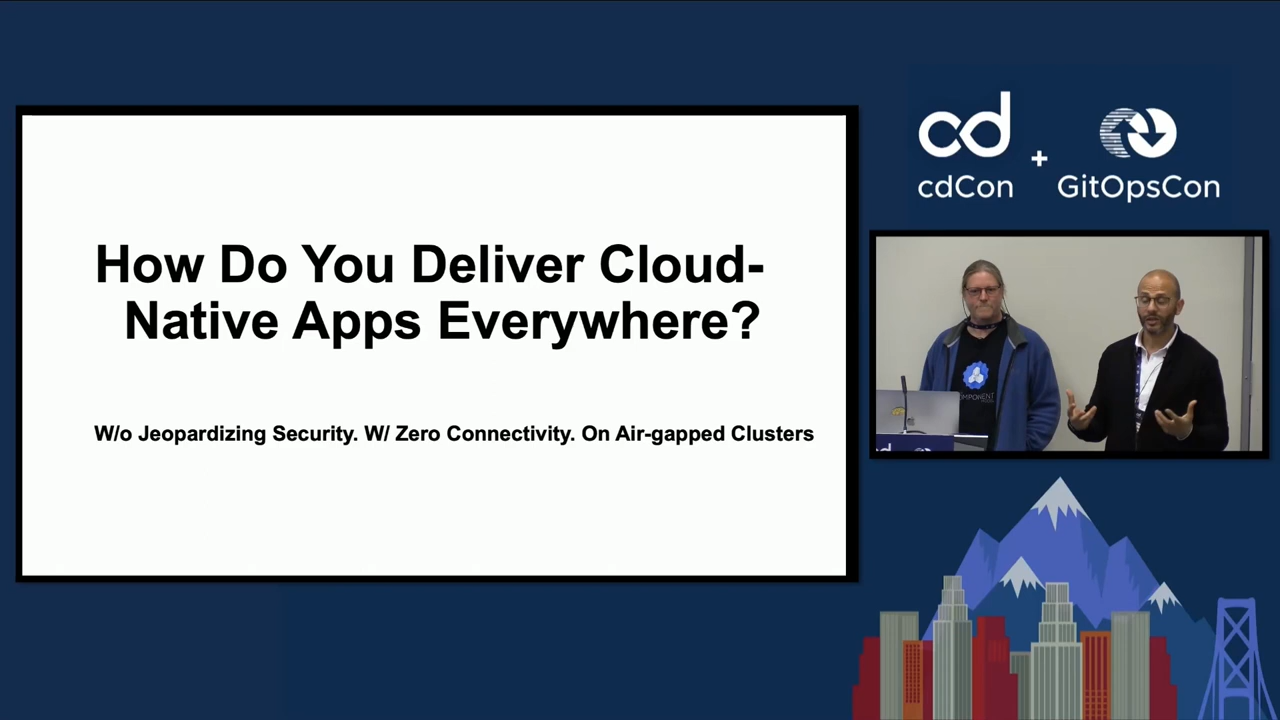 How Do You Deliver Cloud-
Native Apps Everywhere?
W/o Jeopardizing Security. W/ Zero Connectivity. On Air-gapped Clusters
cd
+
cdCon
GitOpsCon
cd